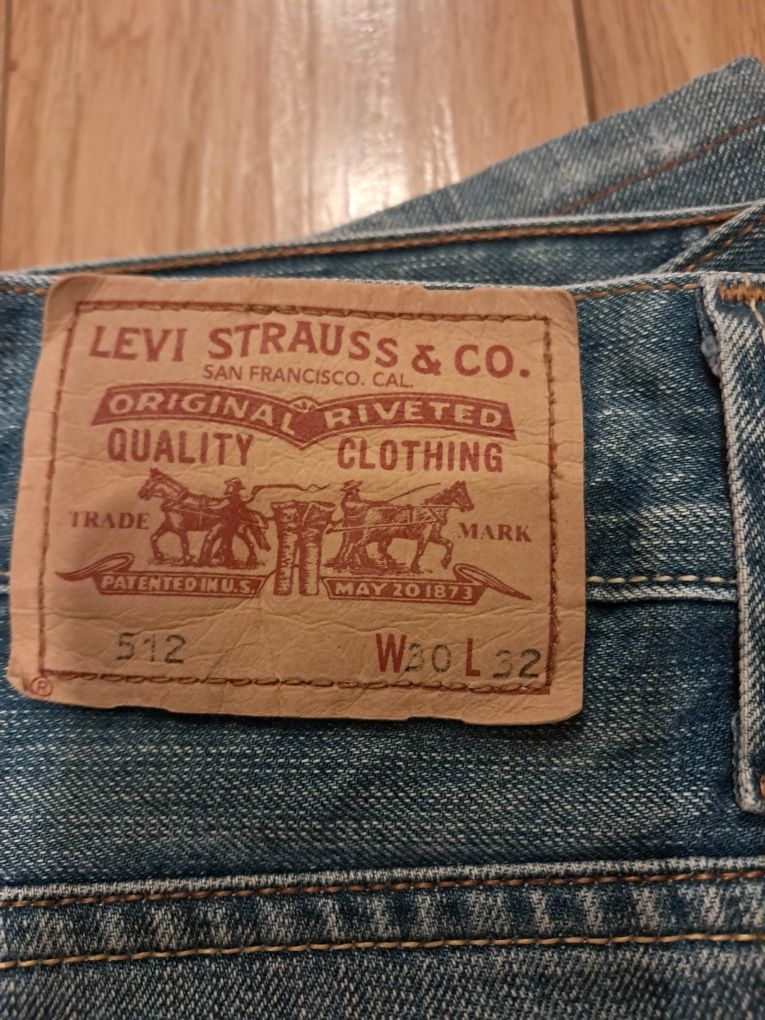 LEVI STRAUSS & CO.
SAN FRANCISCO. CAL.
ORIGINAL RIVETED
QUALITY CLOTHING
TRADE MARK
PATENTED IN U.S. MAY 20 1873
512 W30 L 32
®